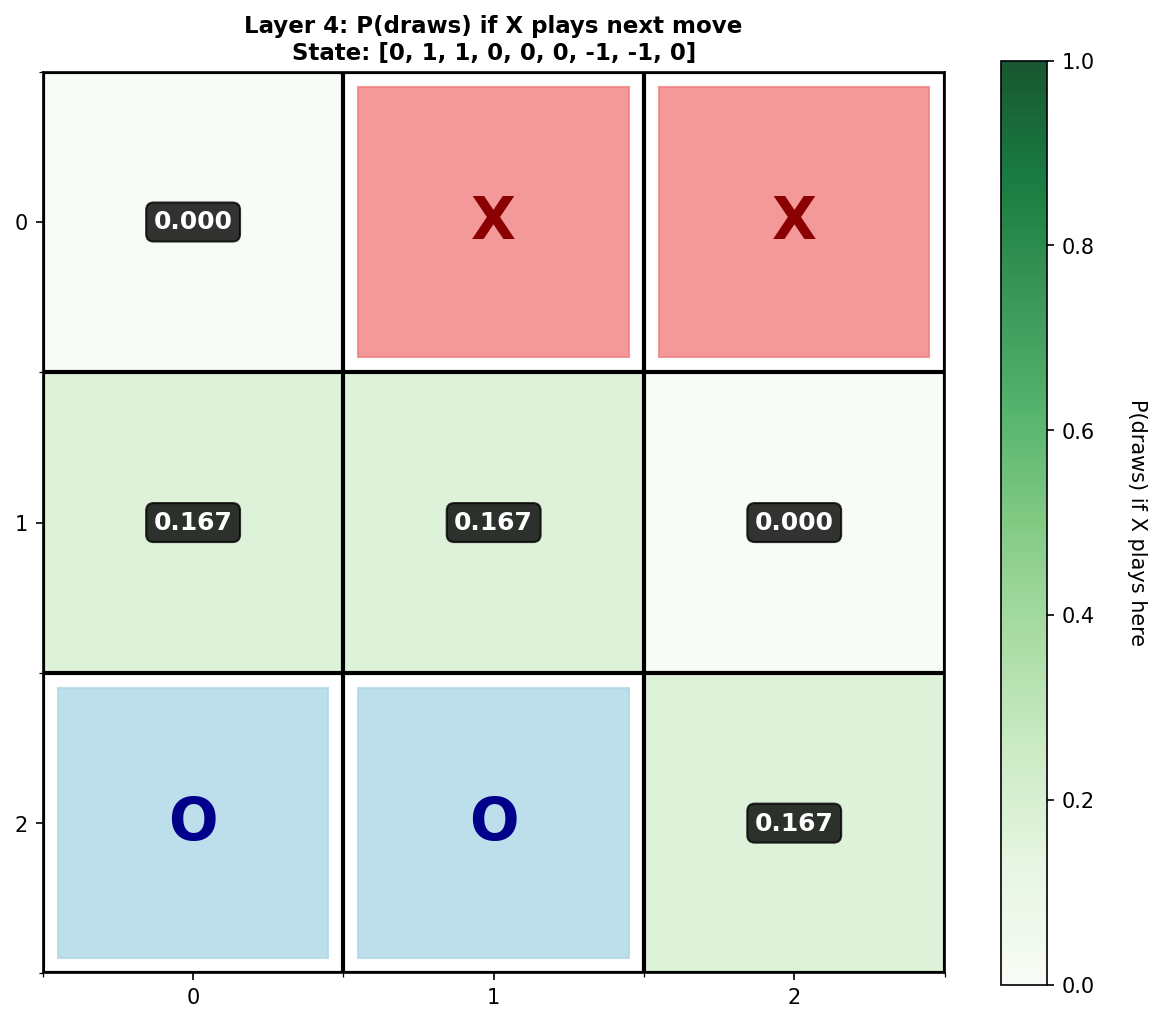 Layer 4: P(draws) if X plays next move
State: [0, 1, 1, 0, 0, 0, -1, -1, 0]
0
0.000
X
X
1
0.167
0.167
0.000
2
O
O
0.167
0
1
2
1.0
0.8
0.6
0.4
0.2
0.0
P(draws) if X plays here